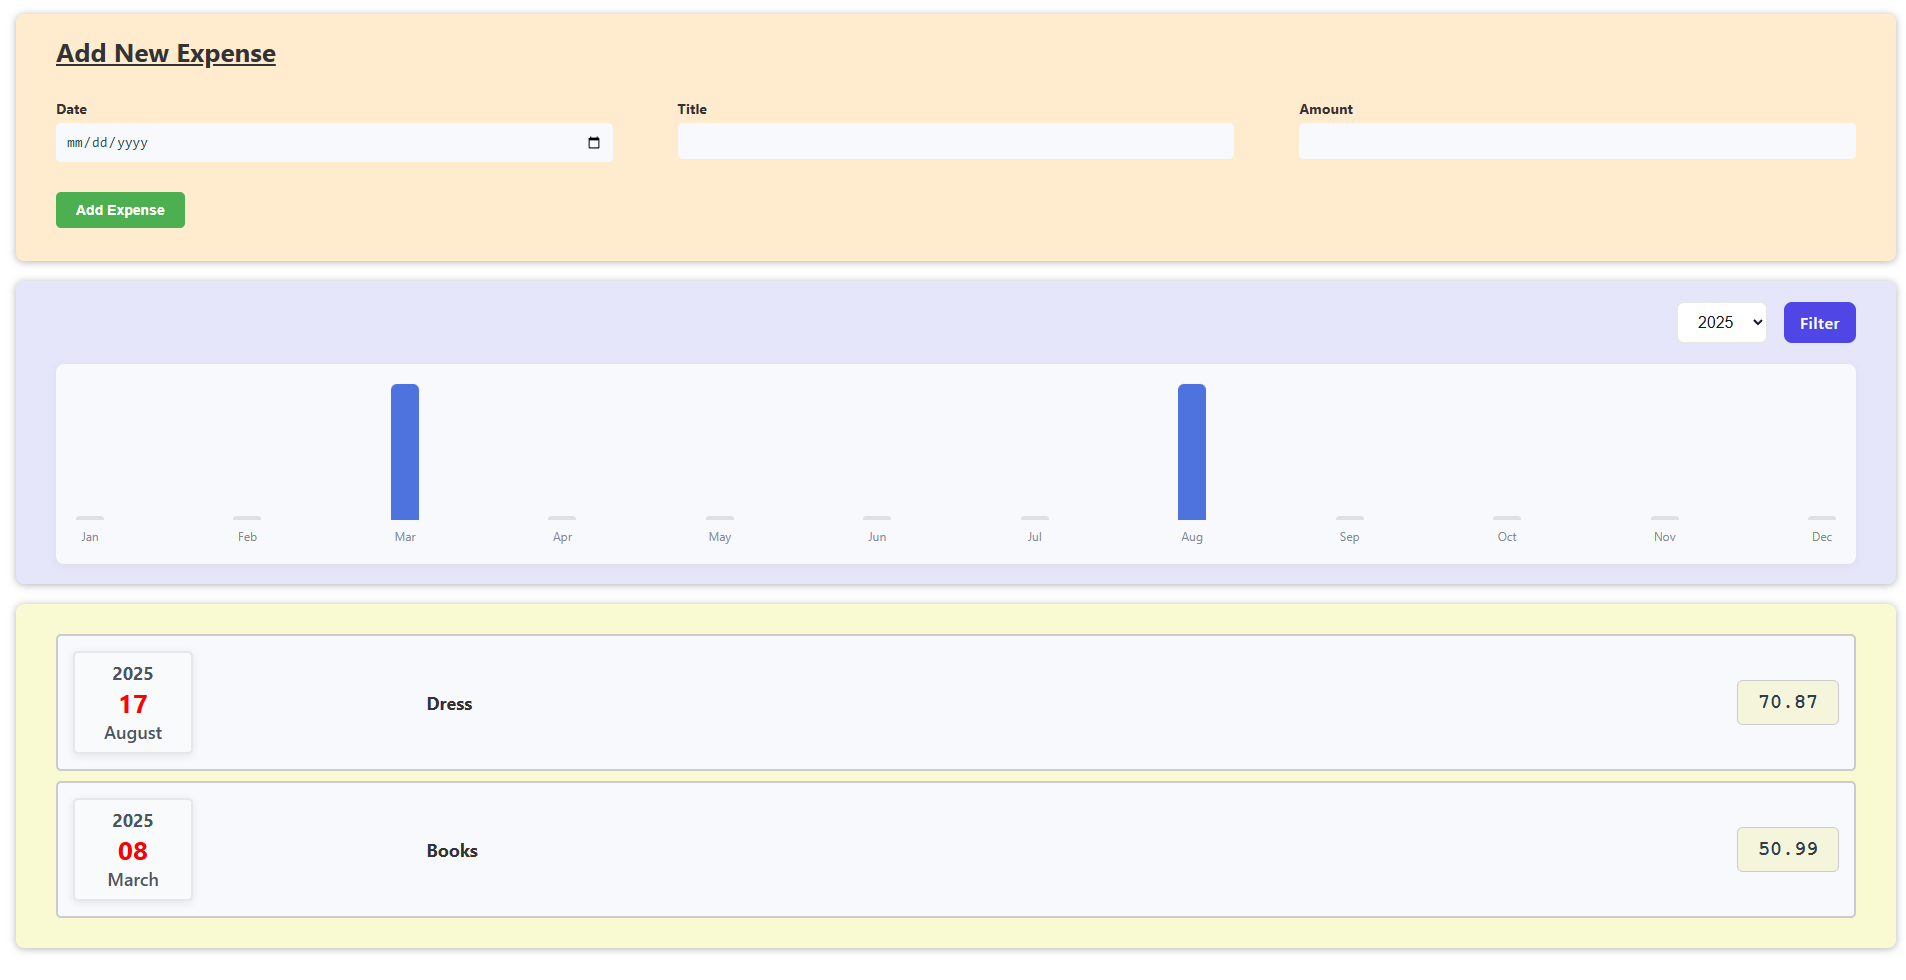 Add New Expense
Date Title Amount
mm/dd/yyyy
Add Expense
2025 Filter
Jan Feb Mar Apr May Jun Jul Aug Sep Oct Nov Dec
2025
17
August
Dress
70.87
2025
08
March
Books
50.99